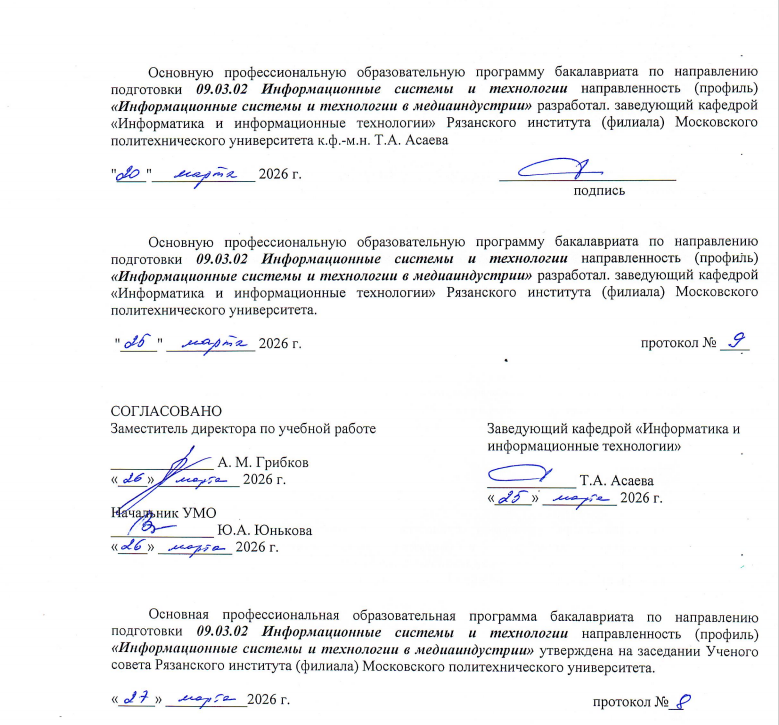 Основную профессиональную образовательную программу бакалавриата по направлению
подготовки 09.03.02 Информационные системы и технологии направленность (профиль)
«Информационные системы и технологии в медиаиндустрии» разработал. заведующий кафедрой
«Информатика и информационные технологии» Рязанского института (филиала) Московского
политехнического университета к.ф.-м.н. Т.А. Асаева
"20" марта 2026 г.
подпись
Основную профессиональную образовательную программу бакалавриата по направлению
подготовки 09.03.02 Информационные системы и технологии направленность (профиль)
«Информационные системы и технологии в медиаиндустрии» разработал. заведующий кафедрой
«Информатика и информационные технологии» Рязанского института (филиала) Московского
политехнического университета.
"25" марта 2026 г. протокол № 9
СОГЛАСОВАНО
Заместитель директора по учебной работе
А. М. Грибков
«26» марта 2026 г.
Начальник УМО
Ю.А. Юнькова
«26» марта 2026 г.
Заведующий кафедрой «Информатика и
информационные технологии»
Т.А. Асаева
«25» марта 2026 г.
Основная профессиональная образовательная программа бакалавриата по направлению
подготовки 09.03.02 Информационные системы и технологии направленность (профиль)
«Информационные системы и технологии в медиаиндустрии» утверждена на заседании Ученого
совета Рязанского института (филиала) Московского политехнического университета.
«27» марта 2026 г. протокол № 8